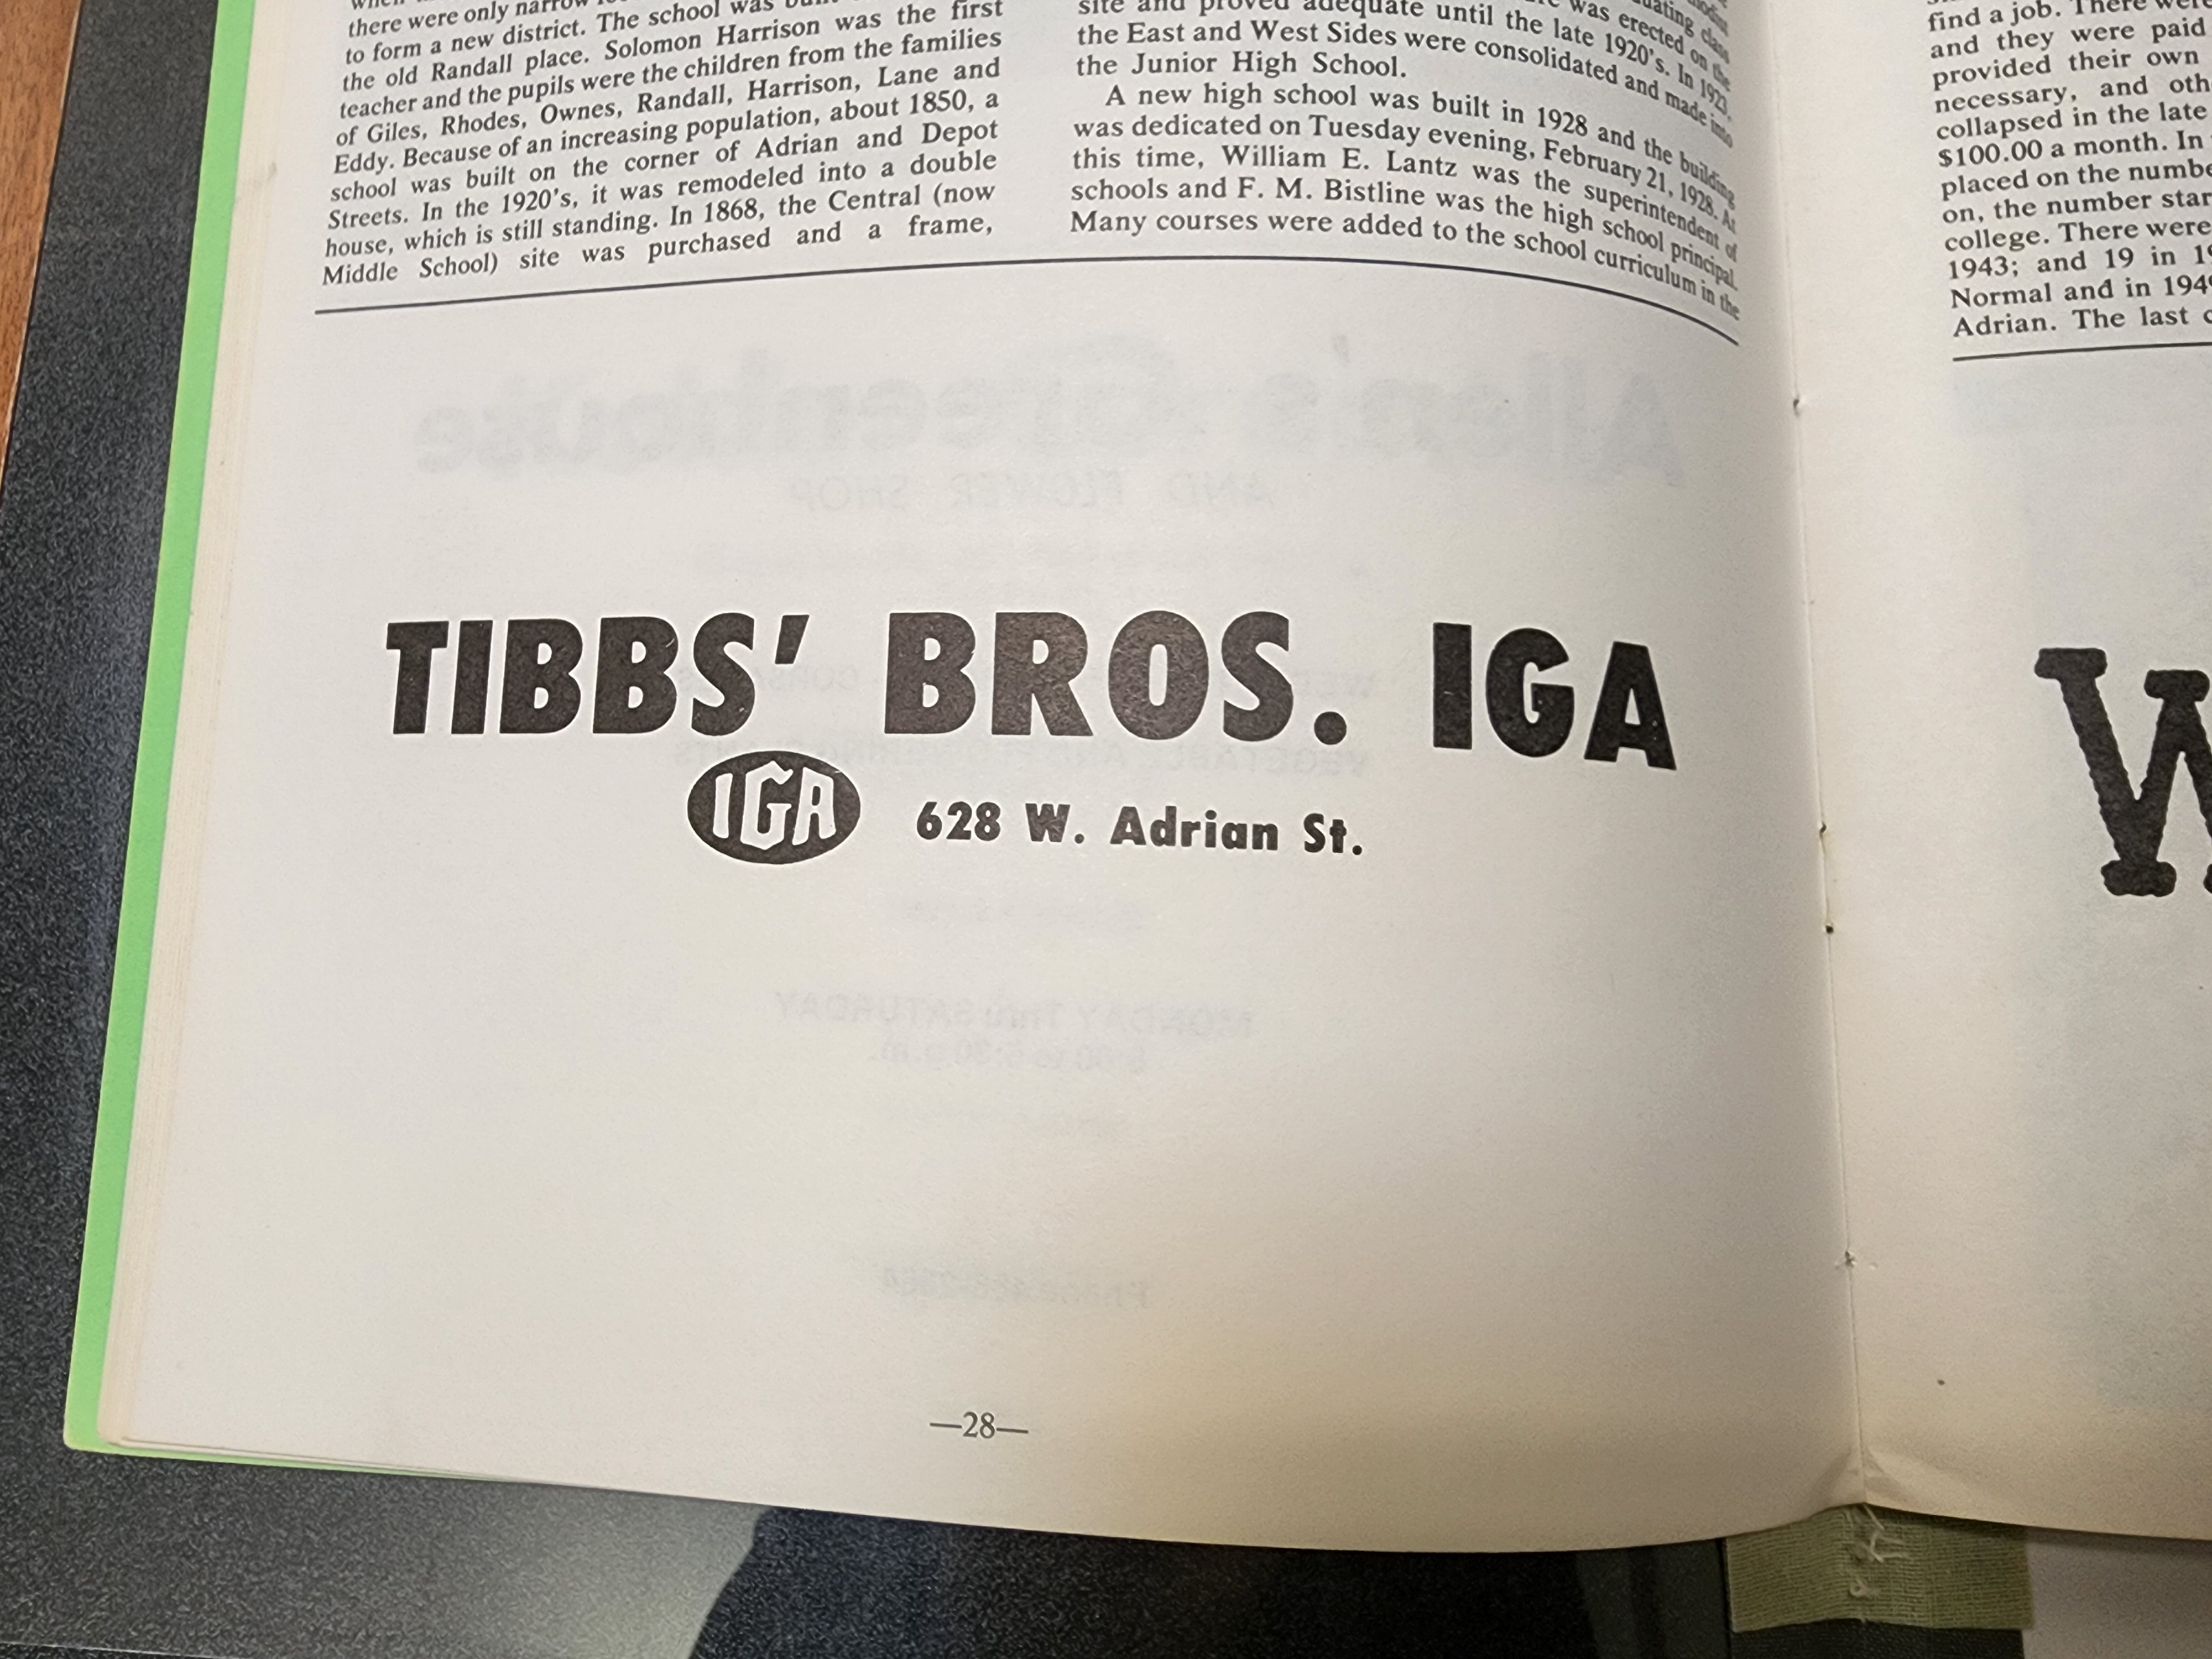 there were only narrow
to form a new district. The school was
the old Randall place. Solomon Harrison was the first
teacher and the pupils were the children from the families
of Giles, Rhodes, Ownes, Randall, Harrison, Lane and
Eddy. Because of an increasing population, about 1850, a
school was built on the corner of Adrian and Depot
Streets. In the 1920's, it was remodeled into a double
house, which is still standing. In 1868, the Central (now
Middle School) site was purchased and a frame,
was erected on the
site and proved adequate until the late 1920's. In 1923,
the East and West Sides were consolidated and made into
the Junior High School.
A new high school was built in 1928 and the building
was dedicated on Tuesday evening, February 21, 1928. At
this time, William E. Lantz was the superintendent of
schools and F. M. Bistline was the high school principal.
Many courses were added to the school curriculum in the
TIBBS' BROS. IGA
IGA 628 W. Adrian St.
—28—
find a job. There were
and they were paid
provided their own
necessary, and
collapsed in the late
$100.00 a month. In
placed on the
on, the number
college. There were
1943; and 19 in
Normal and in
Adrian. The last
W